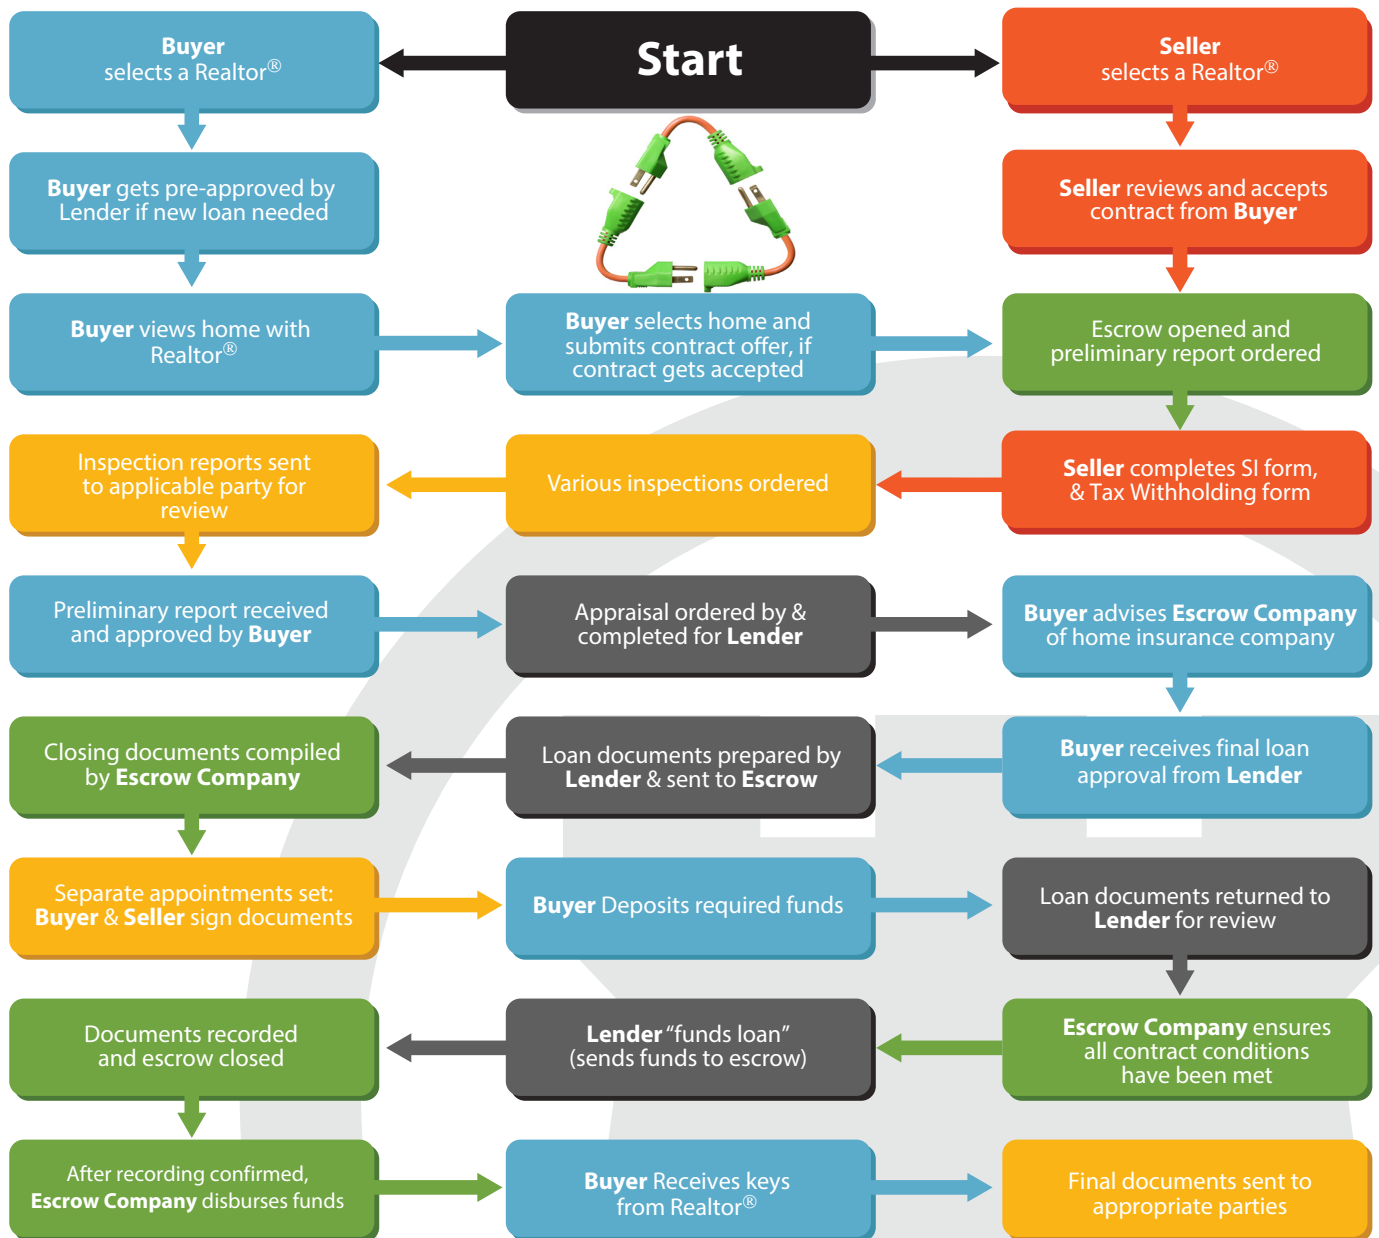 Buyer
selects a Realtor®
Start
Seller
selects a Realtor®
Buyer gets pre-approved by
Lender if new loan needed
Seller reviews and accepts
contract from Buyer
Buyer views home with
Realtor®
Buyer selects home and
submits contract offer, if
contract gets accepted
Escrow opened and
preliminary report ordered
Inspection reports sent
to applicable party for
review
Various inspections ordered
Seller completes SI form,
& Tax Withholding form
Preliminary report received
and approved by Buyer
Appraisal ordered by &
completed for Lender
Buyer advises Escrow Company
of home insurance company
Closing documents compiled
by Escrow Company
Loan documents prepared by
Lender & sent to Escrow
Buyer receives final loan
approval from Lender
Separate appointments set:
Buyer & Seller sign documents
Buyer Deposits required funds
Loan documents returned to
Lender for review
Documents recorded
and escrow closed
Lender “funds loan”
(sends funds to escrow)
Escrow Company ensures
all contract conditions
have been met
After recording confirmed,
Escrow Company disburses funds
Buyer Receives keys
from Realtor®
Final documents sent to
appropriate parties